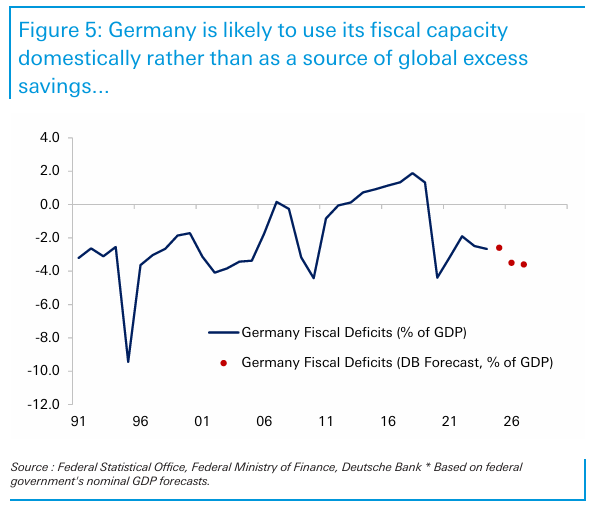 Figure 5: Germany is likely to use its fiscal capacity
domestically rather than as a source of global excess
savings...
4.0
2.0
0.0
-2.0
-4.0
-6.0
-8.0
-10.0
-12.0
Germany Fiscal Deficits (% of GDP)
Germany Fiscal Deficits (DB Forecast, % of GDP)
91 96 01 06 11 16 21 26
Source : Federal Statistical Office, Federal Ministry of Finance, Deutsche Bank * Based on federal
government's nominal GDP forecasts.